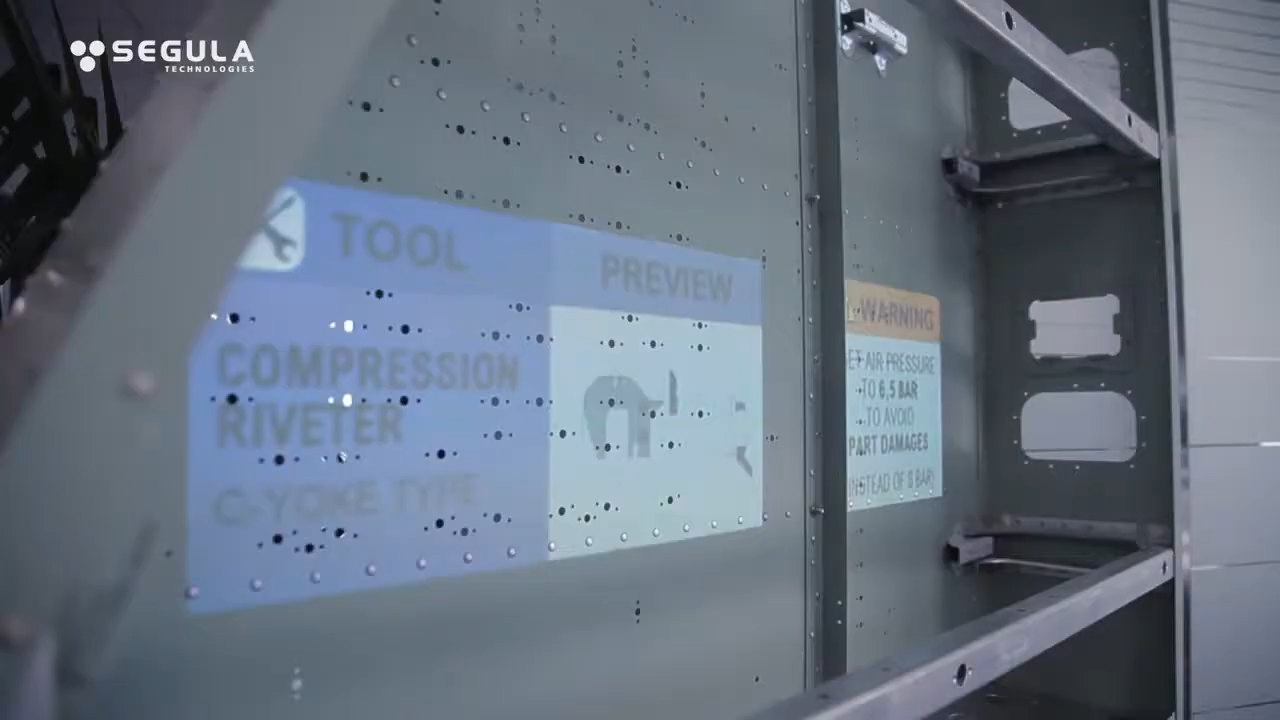 SEGULA
TECHNOLOGIES
TOOL
PREVIEW
COMPRESSION
RIVETER
C-YOKE TYPE
WARNING
AIR PRESSURE
TO 6,5 BAR
TO AVOID
PART DAMAGES
INSTEAD OF 8 BAR)